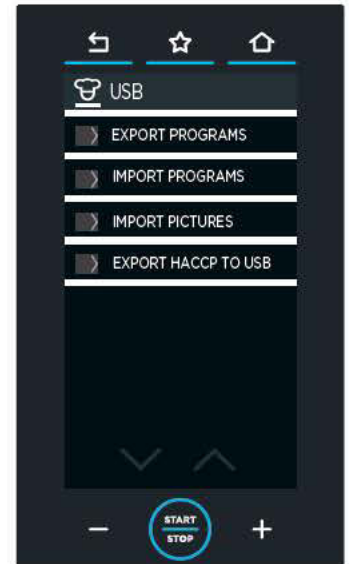 USB
EXPORT PROGRAMS
IMPORT PROGRAMS
IMPORT PICTURES
EXPORT HACCP TO USB
START
STOP